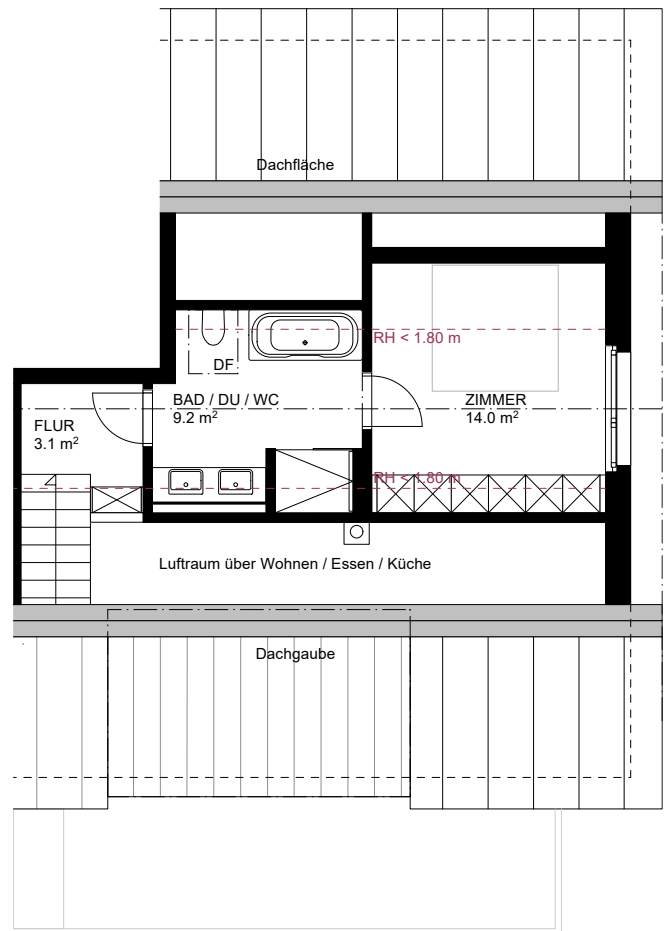 Dachfläche
RH < 1.80 m
DF
BAD / DU / WC
9.2 m²
ZIMMER
14.0 m²
FLUR
3.1 m²
RH < 1.80 m
Luftraum über Wohnen / Essen / Küche
Dachgaube